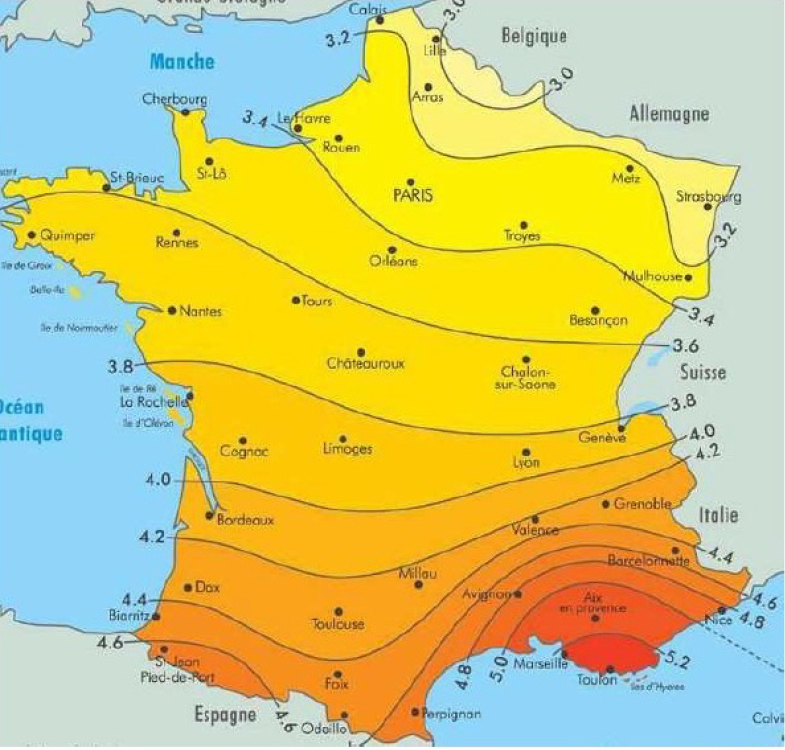 Grande-Bretagne
Calais
3.0
3.2
Lille
Belgique
Manche
3.0
Arras
Cherbourg
Allemagne
3.4
Le Havre
Rouen
St-Lô
Metz
St-Brieuc
PARIS
Strasbourg
Quimper
Rennes
Troyes
3.2
Orléans
Ile de Groix
Mulhouse
Belle-Ile
Tours
Nantes
3.4
Besançon
Ile de Noirmoutier
3.6
Châteauroux
3.8
Chalon-
sur-Saone
Suisse
Ile de Ré
La Rochelle
3.8
Océan
antique
Ile d'Oléron
Genève
4.0
Cognac
Limoges
4.2
Lyon
4.0
Grenoble
Bordeaux
Valence
Italie
4.2
4.4
Barcelonnette
Millau
Dax
Avignon
Aix
en provence
4.6
4.4
Biarritz
Toulouse
Nice
4.8
4.6
St Jean
Pied-de-Port
Marseille
5.2
4.8
5.0
Foix
Toulon
Iles d'Hyeres
Espagne
4.6
Odeillo
Perpignan
Calvi